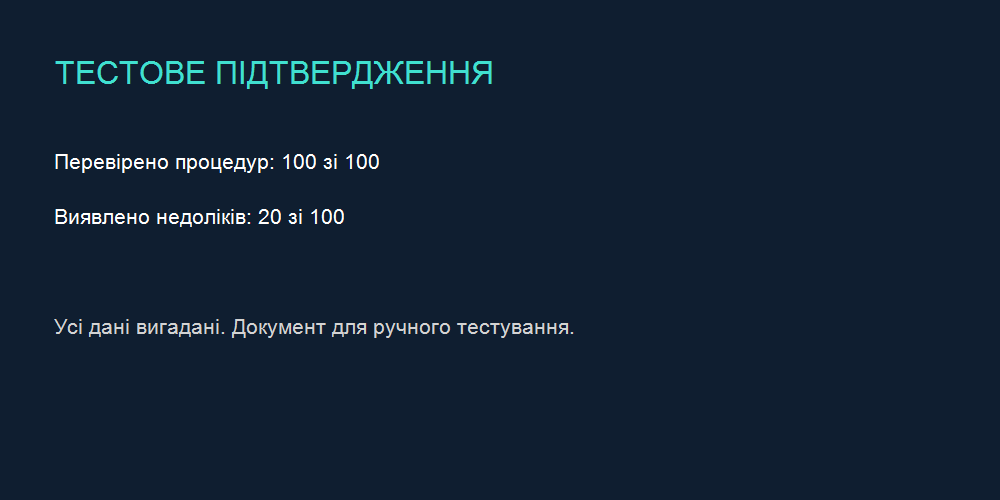 ТЕСТОВЕ ПІДТВЕРДЖЕННЯ
Перевірено процедур: 100 зі 100
Виявлено недоліків: 20 зі 100
Усі дані вигадані. Документ для ручного тестування.